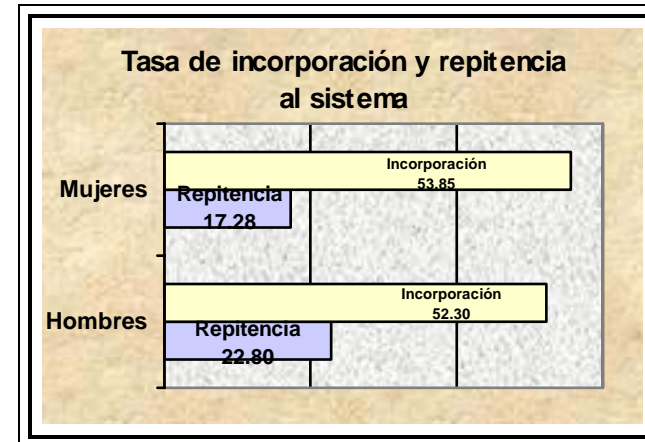 Tasa de incorporación y repitencia
al sistema
Mujeres
Incorporación
53.85
Repitencia
17.28
Hombres
Incorporación
52.30
Repitencia
22.80